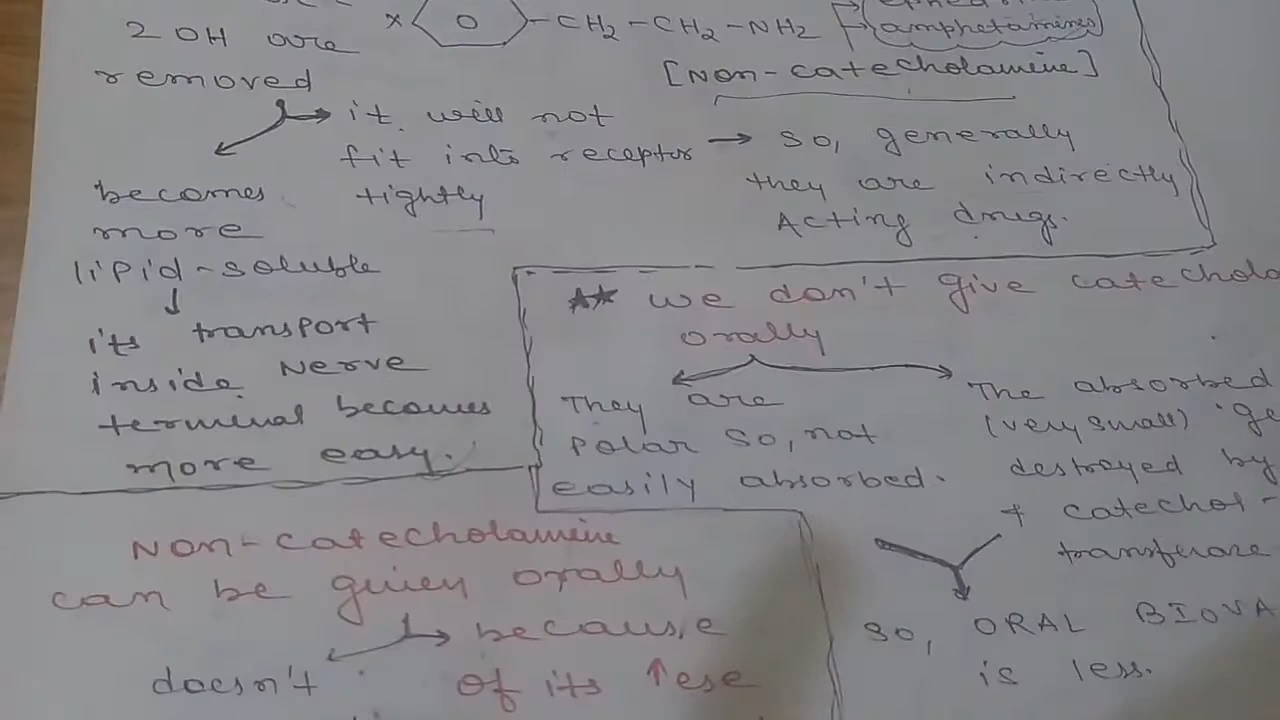 2 OH are
removed
x O -CH2 -CH2 -NH2
amphetamines
[Non-catecholamine]
it will not
fit into receptor → so, generally
tightly
they are indirectly
Acting drugs.
becomes
more
lipid-soluble
its transport
inside Nerve
terminal becomes
more easy.
★★ we don't give
orally
They are
polar so, not
easily absorbed.
The absorbed
(very small)
destroyed by
+ catechol-
so, ORAL
is less.
Non-catecholamine
can be given orally
because
doesn't
of its ↑ese